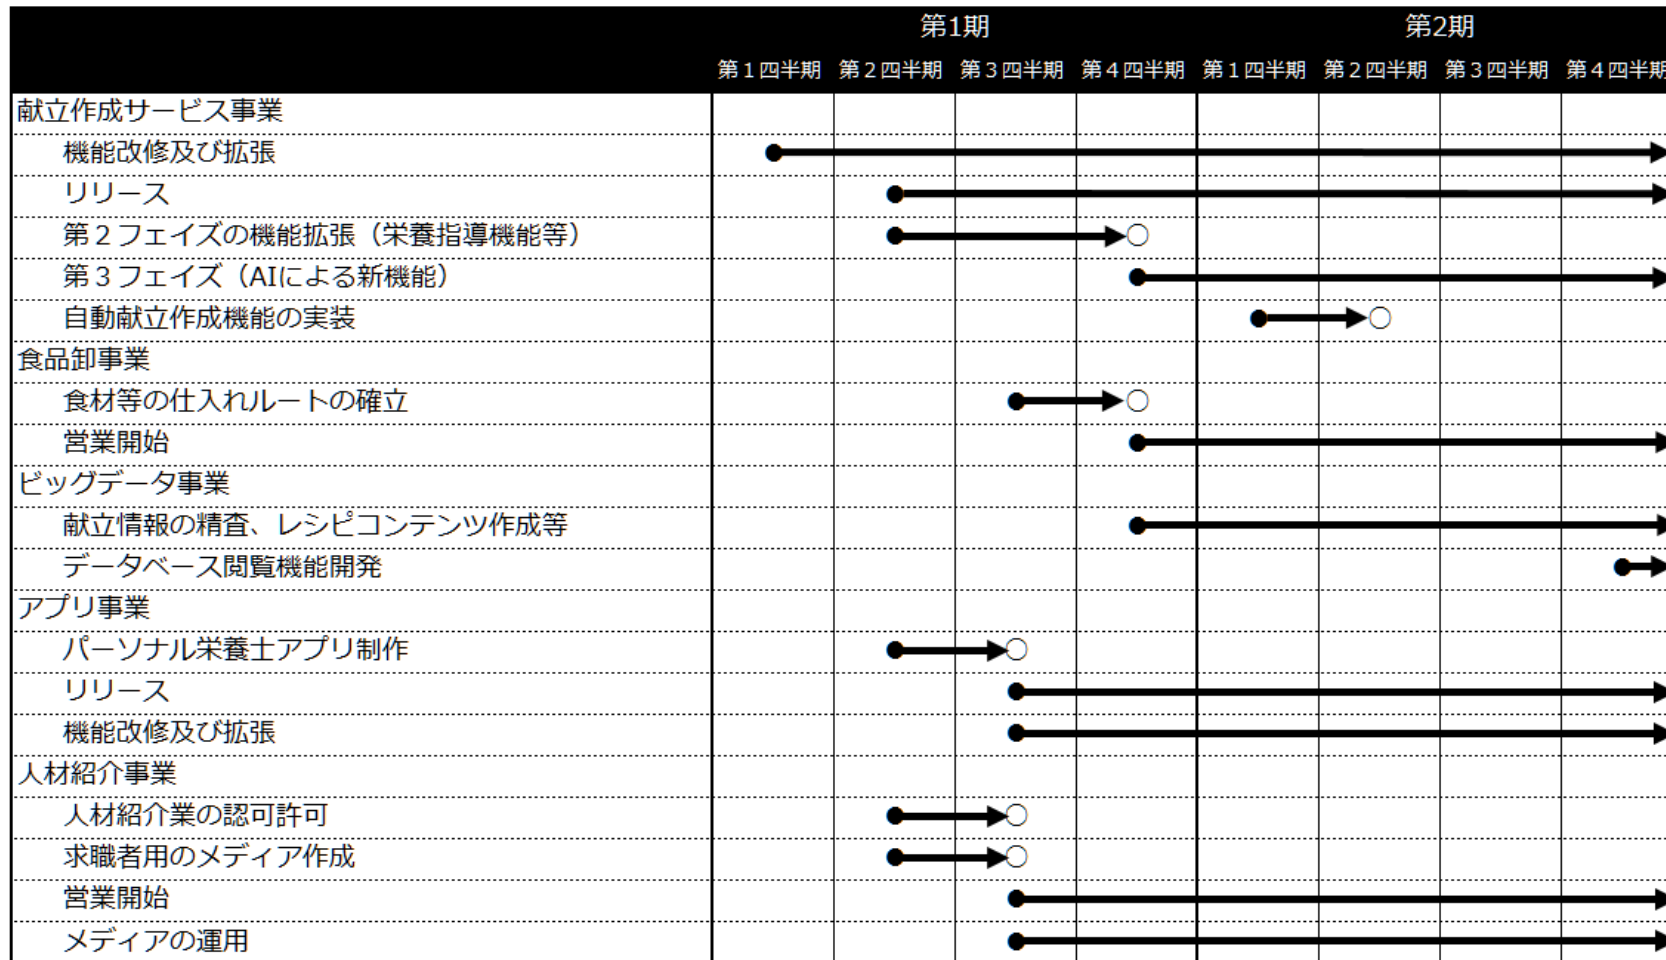 第1期 第2期
第１四半期 第２四半期 第３四半期 第４四半期 第１四半期 第２四半期 第３四半期 第４四半期
献立作成サービス事業
機能改修及び拡張
リリース
第２フェイズの機能拡張（栄養指導機能等）
第３フェイズ（AIによる新機能）
自動献立作成機能の実装
食品卸事業
食材等の仕入れルートの確立
営業開始
ビッグデータ事業
献立情報の精査、レシピコンテンツ作成等
データベース閲覧機能開発
アプリ事業
パーソナル栄養士アプリ制作
リリース
機能改修及び拡張
人材紹介事業
人材紹介業の認可許可
求職者用のメディア作成
営業開始
メディアの運用